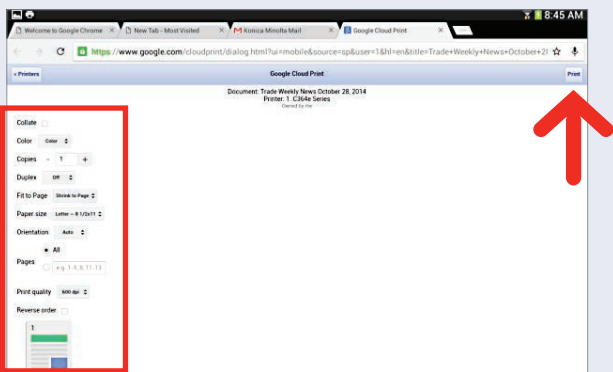 8:45 AM
Welcome to Google Chrome
New Tab - Most Visited
Konica Minolta Mail
Google Cloud Print
https://www.google.com/cloudprint/dialog.html?ui=mobile&source=sp&user=1&hl=en&title=Trade+Weekly+News+October+2
< Printers
Google Cloud Print
Print
Document: Trade Weekly News October 28, 2014
Printer: 1. C364e Series
Owned by me
Collate
Color Color
Copies - 1 +
Duplex Off
Fit to Page Shrink to Page
Paper size Letter – 8 1/2x11
Orientation Auto
All
Pages
e.g. 1-4, 8, 11-13
Print quality 600 dpi
Reverse order
1